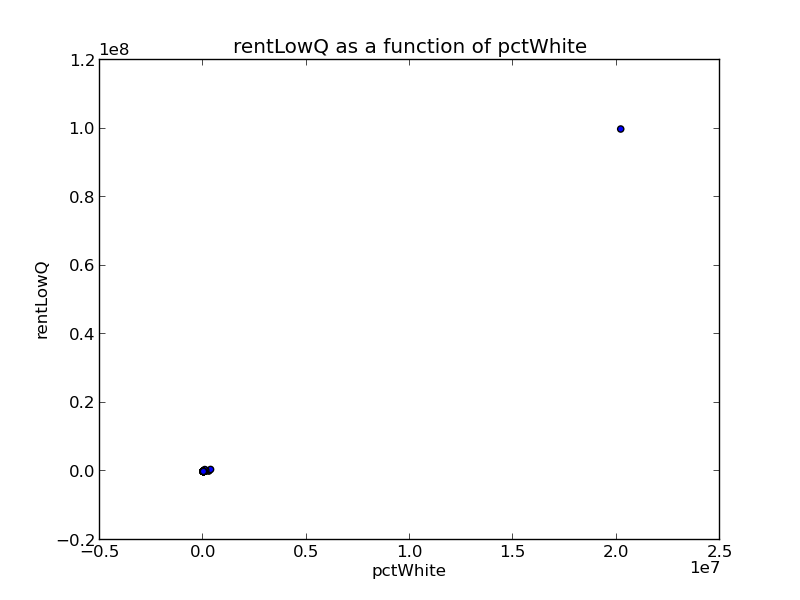 rentLowQ as a function of pctWhite
1e8
1.2
1.0
0.8
0.6
0.4
0.2
0.0
−0.2
rentLowQ
−0.5 0.0 0.5 1.0 1.5 2.0 2.5
1e7
pctWhite